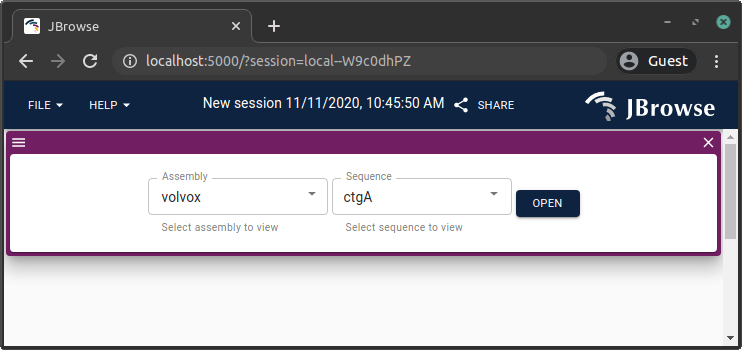 JBrowse
localhost:5000/?session=local--W9c0dhPZ
Guest
FILE HELP New session 11/11/2020, 10:45:50 AM SHARE JBrowse
Assembly Sequence
volvox ctgA OPEN
Select assembly to view Select sequence to view